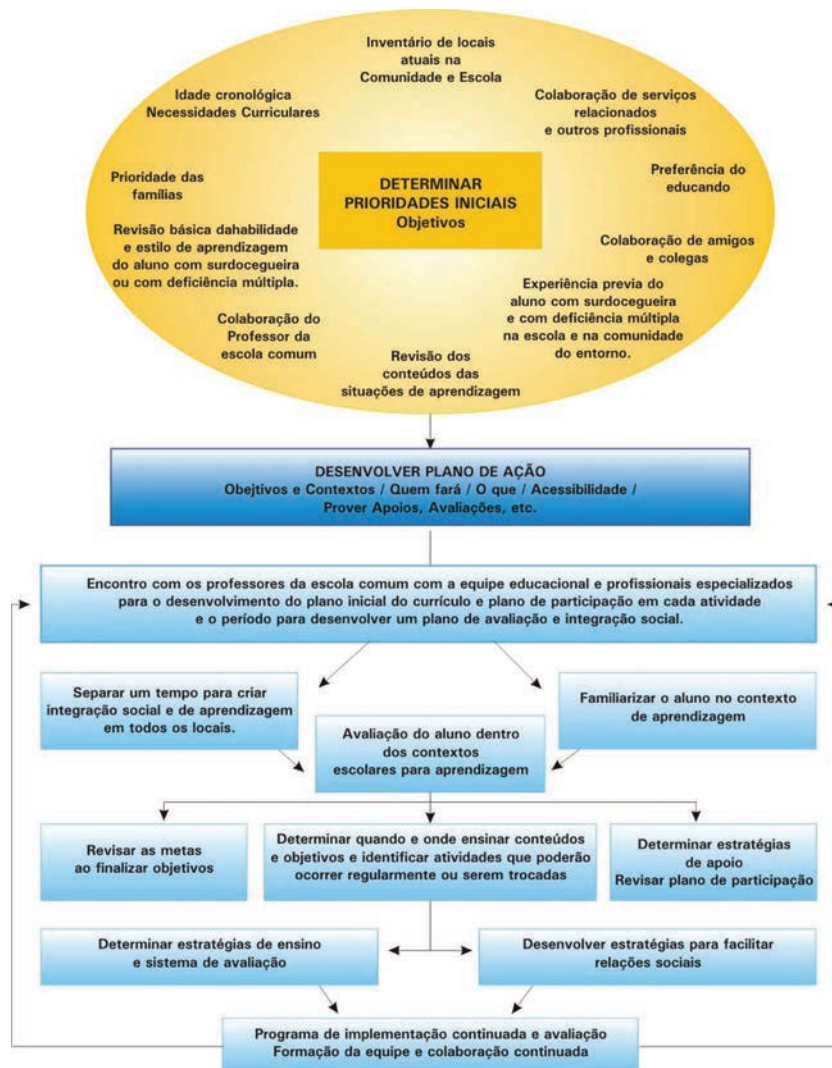 Inventário de locais
atuais na
Comunidade e Escola
Idade cronológica
Necessidades Curriculares
Colaboração de serviços
relacionados
e outros profissionais
Prioridade das
famílias
DETERMINAR
PRIORIDADES INICIAIS
Objetivos
Preferência do
educando
Revisão básica dahabilidade
e estilo de aprendizagem
do aluno com surdocegueira
ou com deficiência múltipla.
Colaboração de amigos
e colegas
Experiência previa do
aluno com surdocegueira
e com deficiência múltipla
na escola e na comunidade
do entorno.
Colaboração do
Professor da
escola comum
Revisão dos
conteúdos das
situações de aprendizagem
DESENVOLVER PLANO DE AÇÃO
Obejtivos e Contextos / Quem fará / O que / Acessibilidade /
Prover Apoios, Avaliações, etc.
Encontro com os professores da escola comum com a equipe educacional e profissionais especializados
para o desenvolvimento do plano inicial do currículo e plano de participação em cada atividade
e o período para desenvolver um plano de avaliação e integração social.
Separar um tempo para criar
integração social e de aprendizagem
em todos os locais.
Familiarizar o aluno no contexto
de aprendizagem
Avaliação do aluno dentro
dos contextos
escolares para aprendizagem
Revisar as metas
ao finalizar objetivos
Determinar quando e onde ensinar conteúdos
e objetivos e identificar atividades que poderão
ocorrer regularmente ou serem trocadas
Determinar estratégias
de apoio
Revisar plano de participação
Determinar estratégias de ensino
e sistema de avaliação
Desenvolver estratégias para facilitar
relações sociais
Programa de implementação continuada e avaliação
Formação da equipe e colaboração continuada